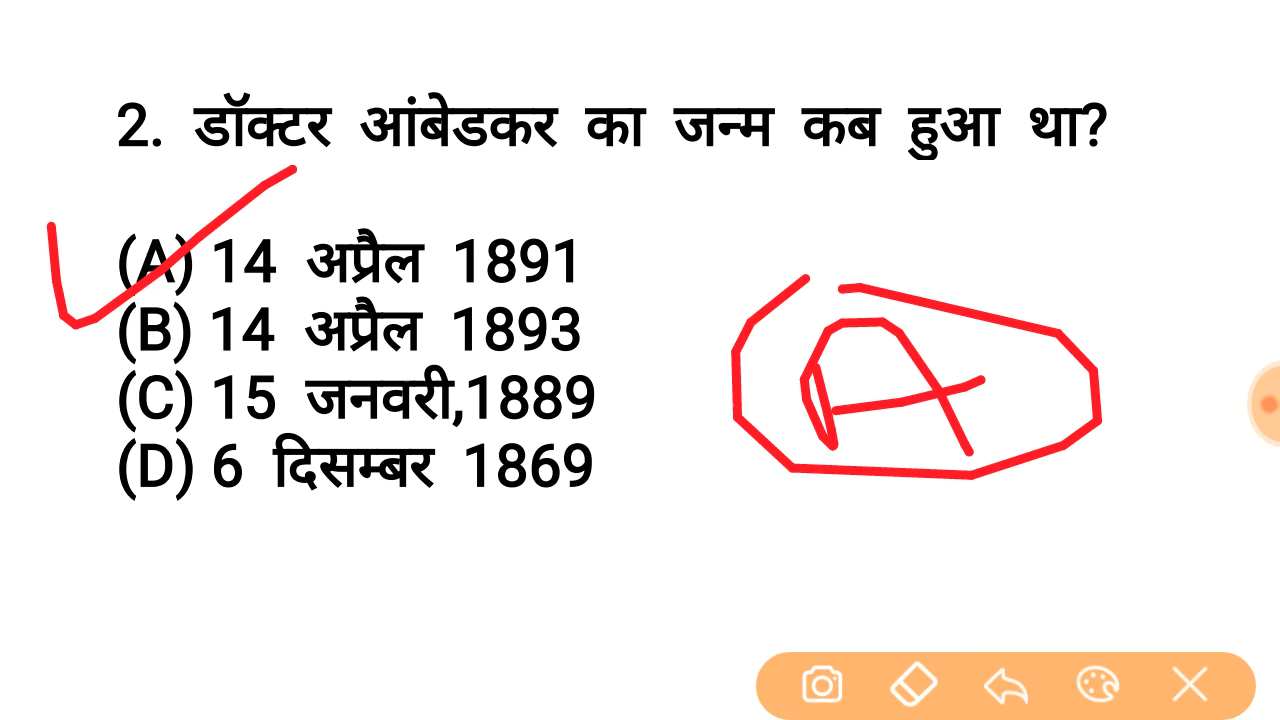 2. डॉक्टर आंबेडकर का जन्म कब हुआ था?
(A) 14 अप्रैल 1891
(B) 14 अप्रैल 1893
(C) 15 जनवरी,1889
(D) 6 दिसम्बर 1869
A